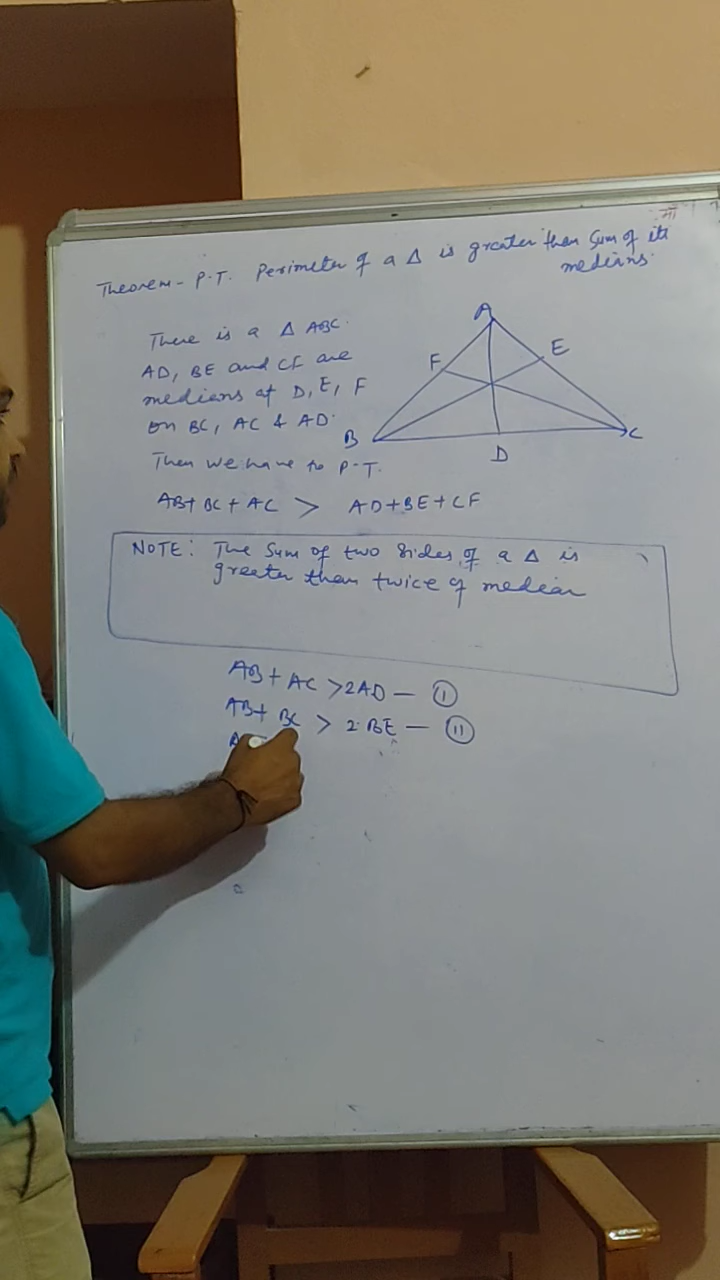 Theorem - P.T. Perimeter of a Δ is greater than Sum of its
medians.
There is a Δ ABC.
AD, BE and CF are
medians at D, E, F
on BC, AC & AD.
Then we have to P.T.
AB + BC + AC > AD + BE + CF
A
F
E
B
D
C
NOTE: The Sum of two Sides of a Δ is
greater than twice of median
AB + AC > 2AD — (I)
AB + BC > 2.BE — (II)